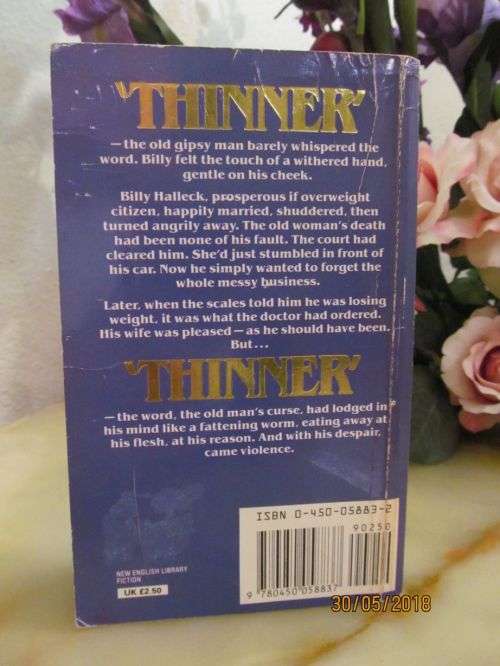 'THINNER'
— the old gipsy man barely whispered the
word. Billy felt the touch of a withered hand,
gentle on his cheek.
Billy Halleck, prosperous if overweight
citizen, happily married, shuddered, then
turned angrily away. The old woman's death
had been none of his fault. The court had
cleared him. She'd just stumbled in front of
his car. Now he simply wanted to forget the
whole messy business.
Later, when the scales told him he was losing
weight, it was what the doctor had ordered.
His wife was pleased — as he should have been.
But...
'THINNER'
— the word, the old man's curse, had lodged in
his mind like a fattening worm, eating away at
his flesh, at his reason. And with his despair,
came violence.
ISBN 0-450-05883-2
90250
NEW ENGLISH LIBRARY
FICTION
UK £2.50
9 780450 058837
30/05/2018